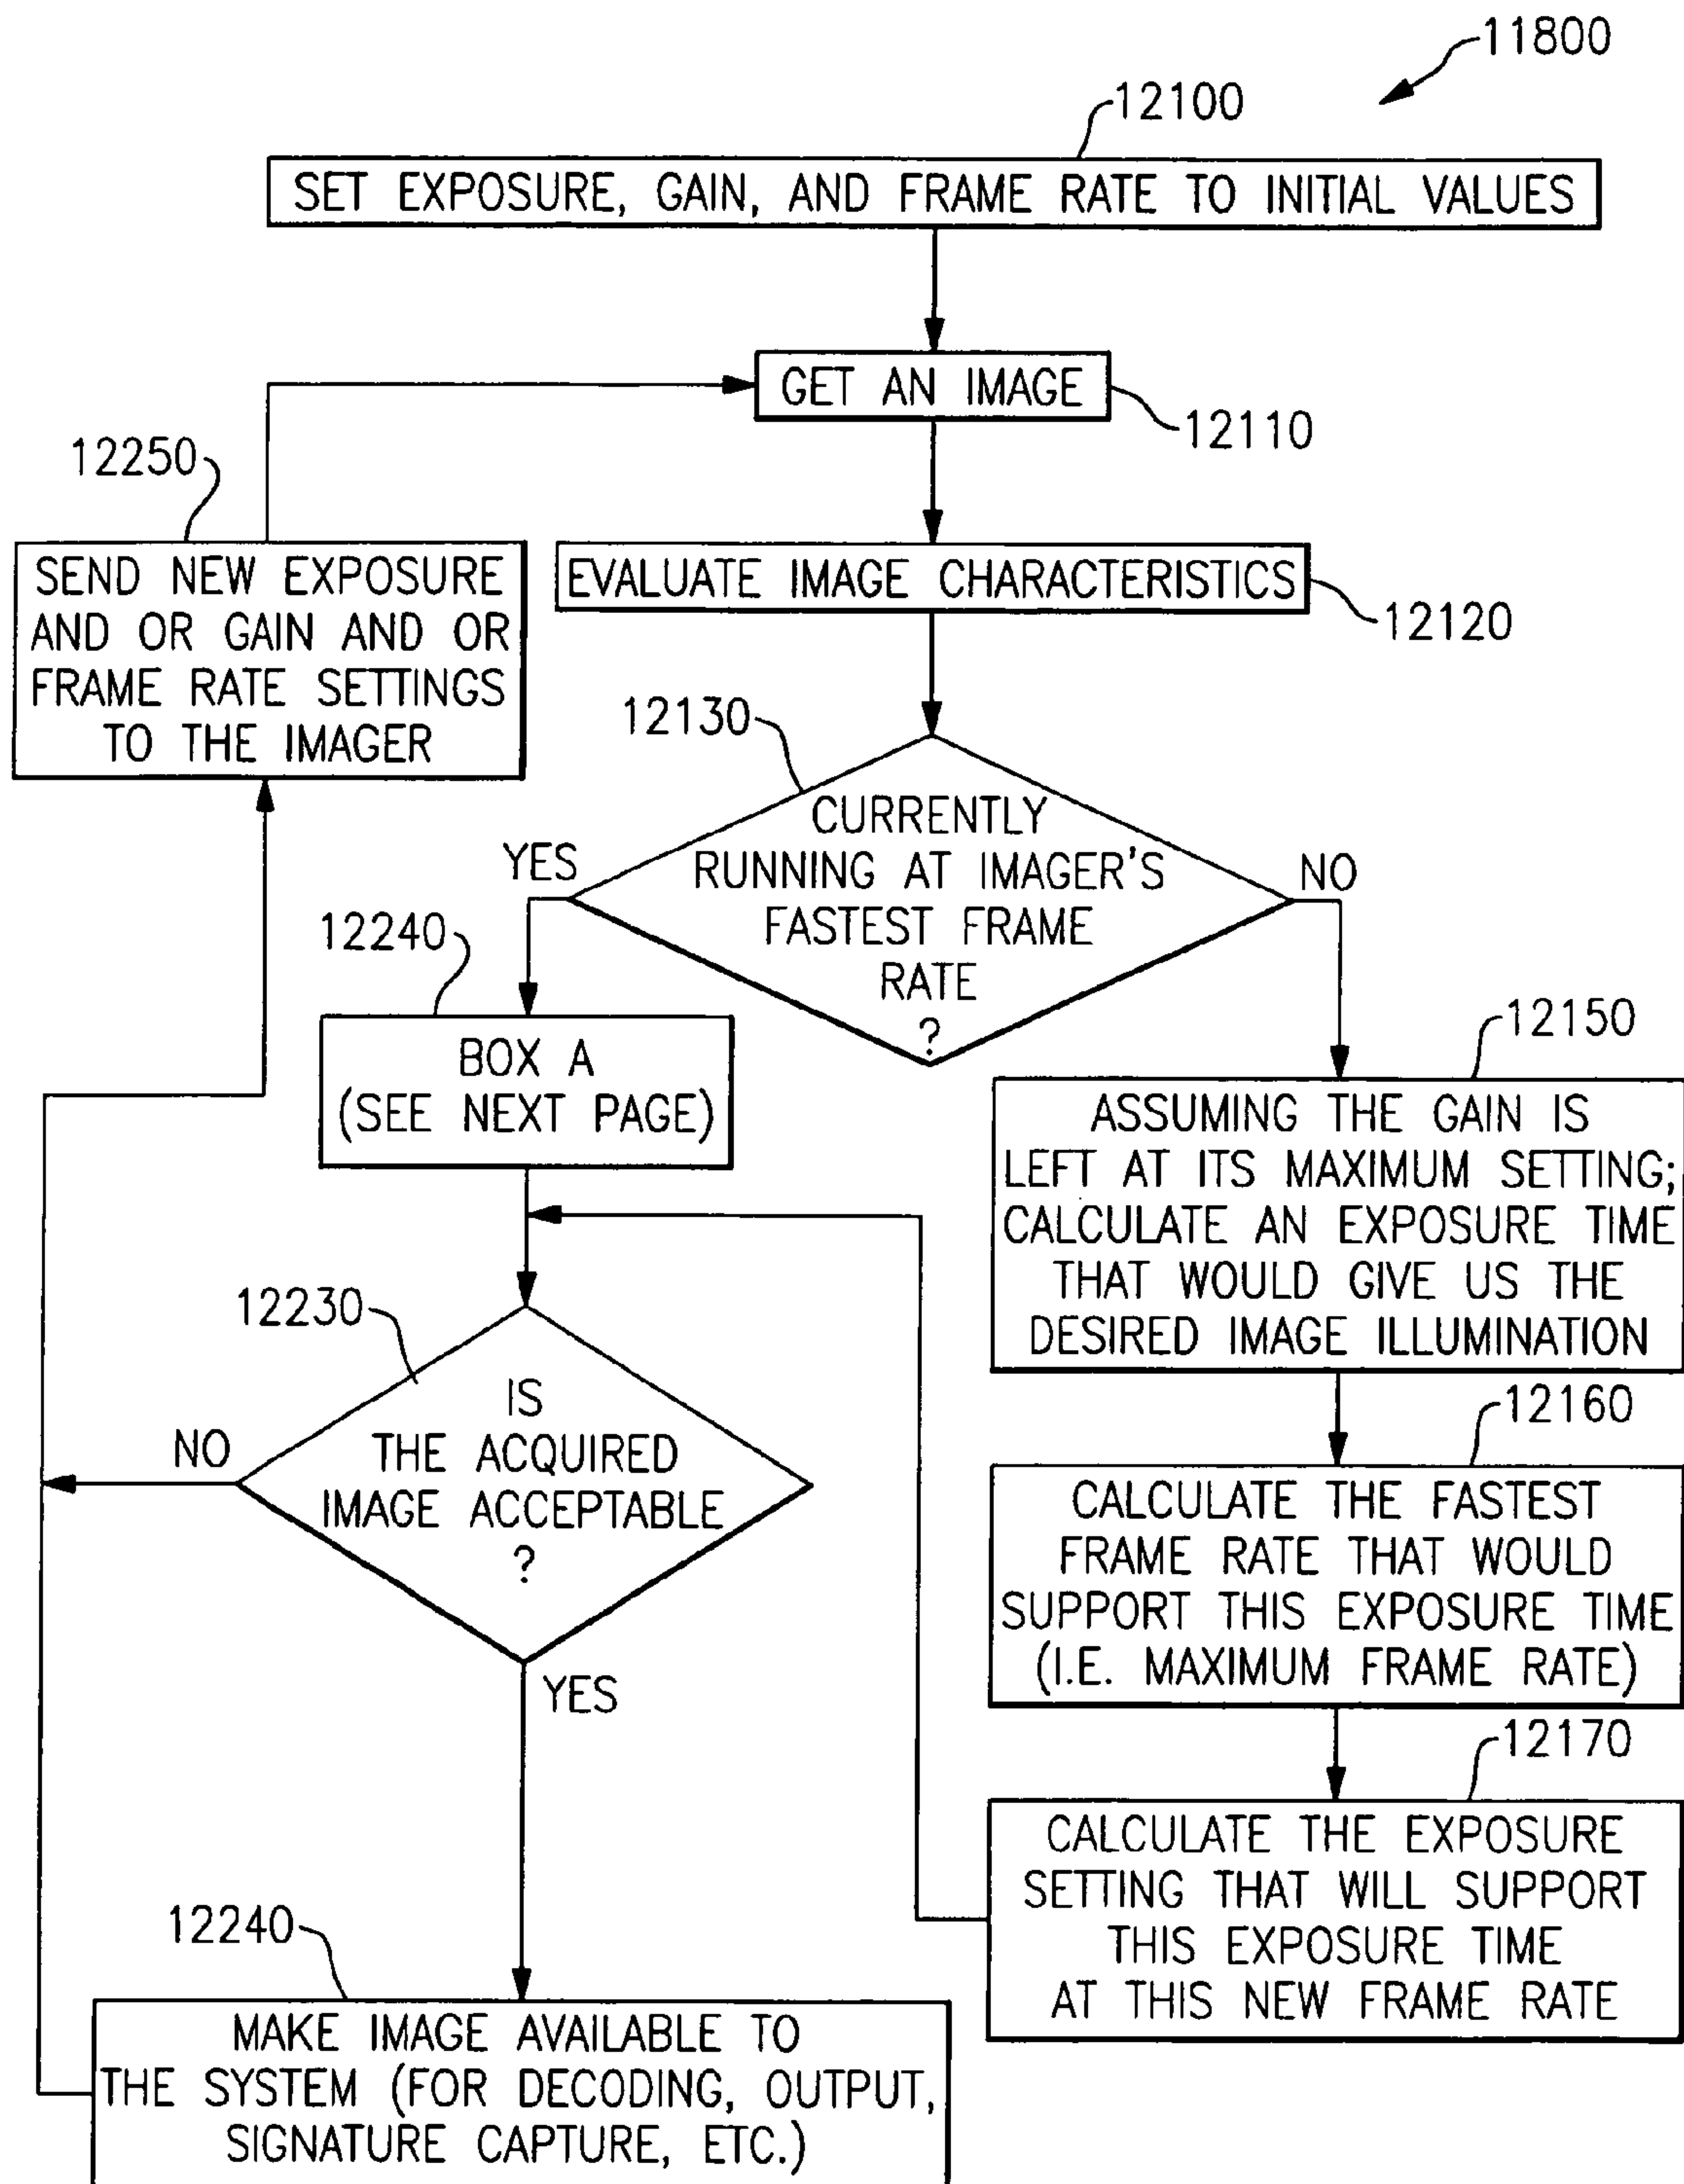 11800
12100
SET EXPOSURE, GAIN, AND FRAME RATE TO INITIAL VALUES
GET AN IMAGE
12110
12250
SEND NEW EXPOSURE
AND OR GAIN AND OR
FRAME RATE SETTINGS
TO THE IMAGER
EVALUATE IMAGE CHARACTERISTICS
12120
12130
CURRENTLY
RUNNING AT IMAGER'S
FASTEST FRAME
RATE
?
YES
NO
12240
BOX A
(SEE NEXT PAGE)
12150
ASSUMING THE GAIN IS
LEFT AT ITS MAXIMUM SETTING;
CALCULATE AN EXPOSURE TIME
THAT WOULD GIVE US THE
DESIRED IMAGE ILLUMINATION
12230
IS
THE ACQUIRED
IMAGE ACCEPTABLE
?
NO
YES
12160
CALCULATE THE FASTEST
FRAME RATE THAT WOULD
SUPPORT THIS EXPOSURE TIME
(I.E. MAXIMUM FRAME RATE)
12170
CALCULATE THE EXPOSURE
SETTING THAT WILL SUPPORT
THIS EXPOSURE TIME
AT THIS NEW FRAME RATE
12240
MAKE IMAGE AVAILABLE TO
THE SYSTEM (FOR DECODING, OUTPUT,
SIGNATURE CAPTURE, ETC.)